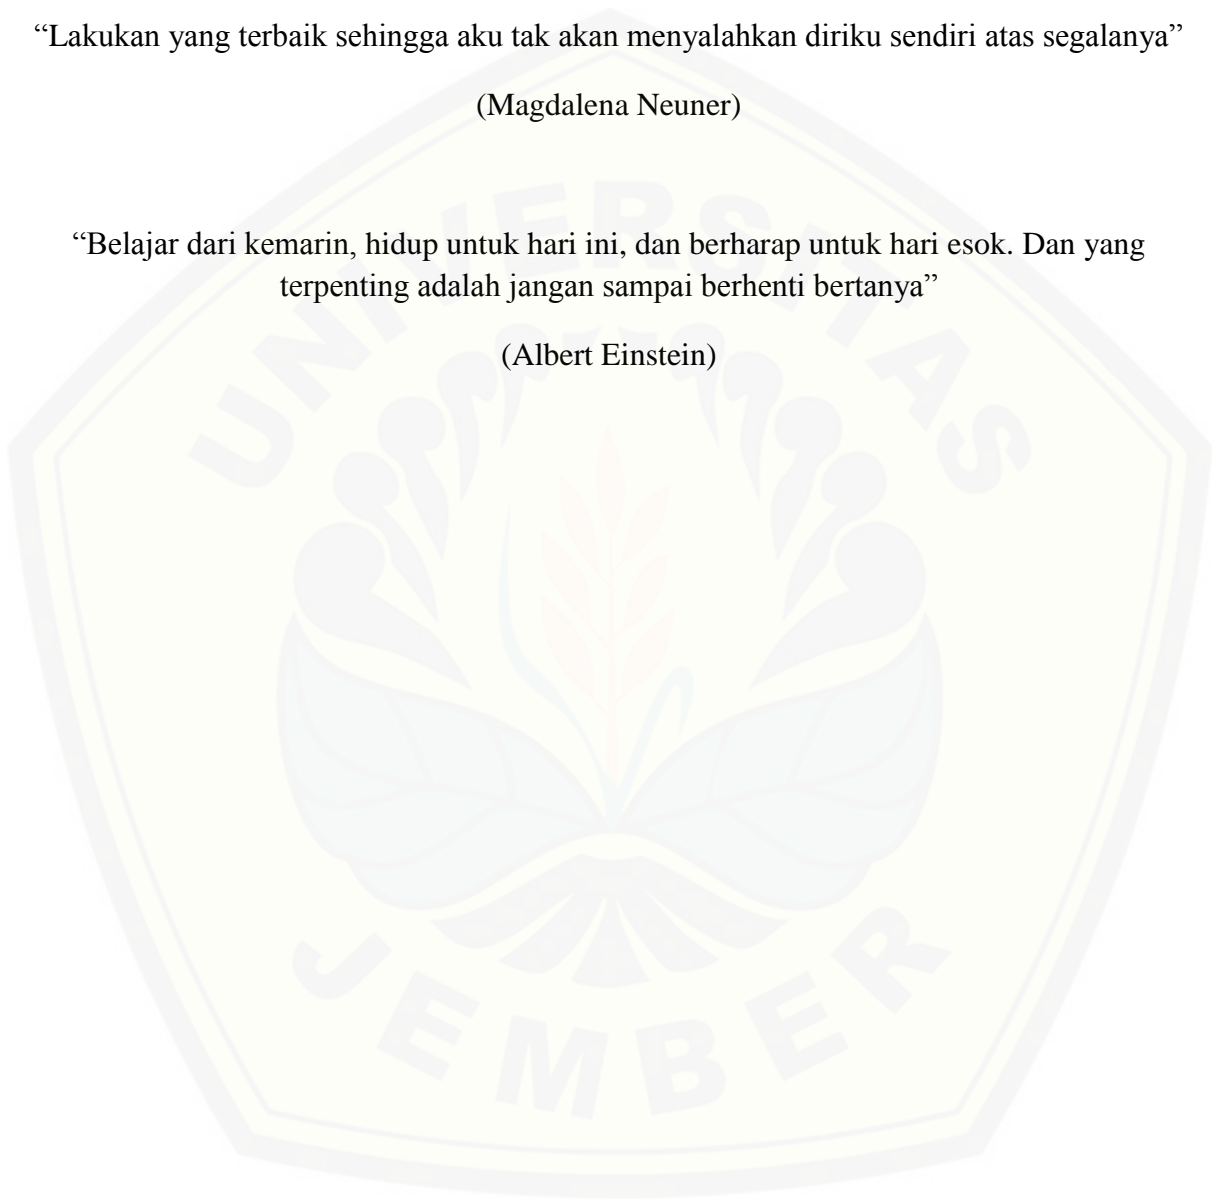 “Lakukan yang terbaik sehingga aku tak akan menyalahkan diriku sendiri atas segalanya”
(Magdalena Neuner)
“Belajar dari kemarin, hidup untuk hari ini, dan berharap untuk hari esok. Dan yang
terpenting adalah jangan sampai berhenti bertanya”
(Albert Einstein)
UNIVERSITAS
JEMBER